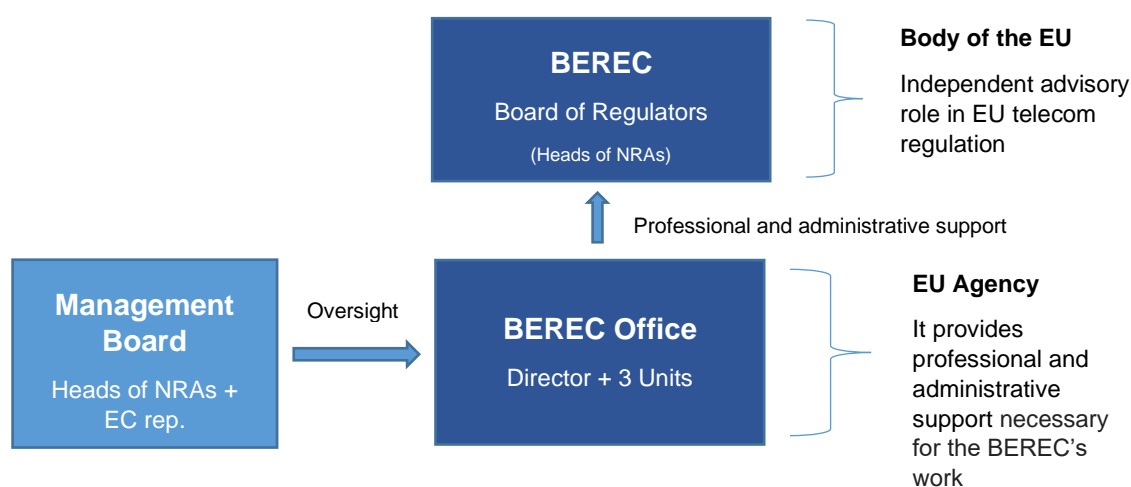 BEREC
Board of Regulators
(Heads of NRAs)
Body of the EU
Independent advisory
role in EU telecom
regulation
Professional and administrative support
Management
Board
Heads of NRAs +
EC rep.
Oversight
BEREC Office
Director + 3 Units
EU Agency
It provides
professional and
administrative
support necessary
for the BEREC's
work